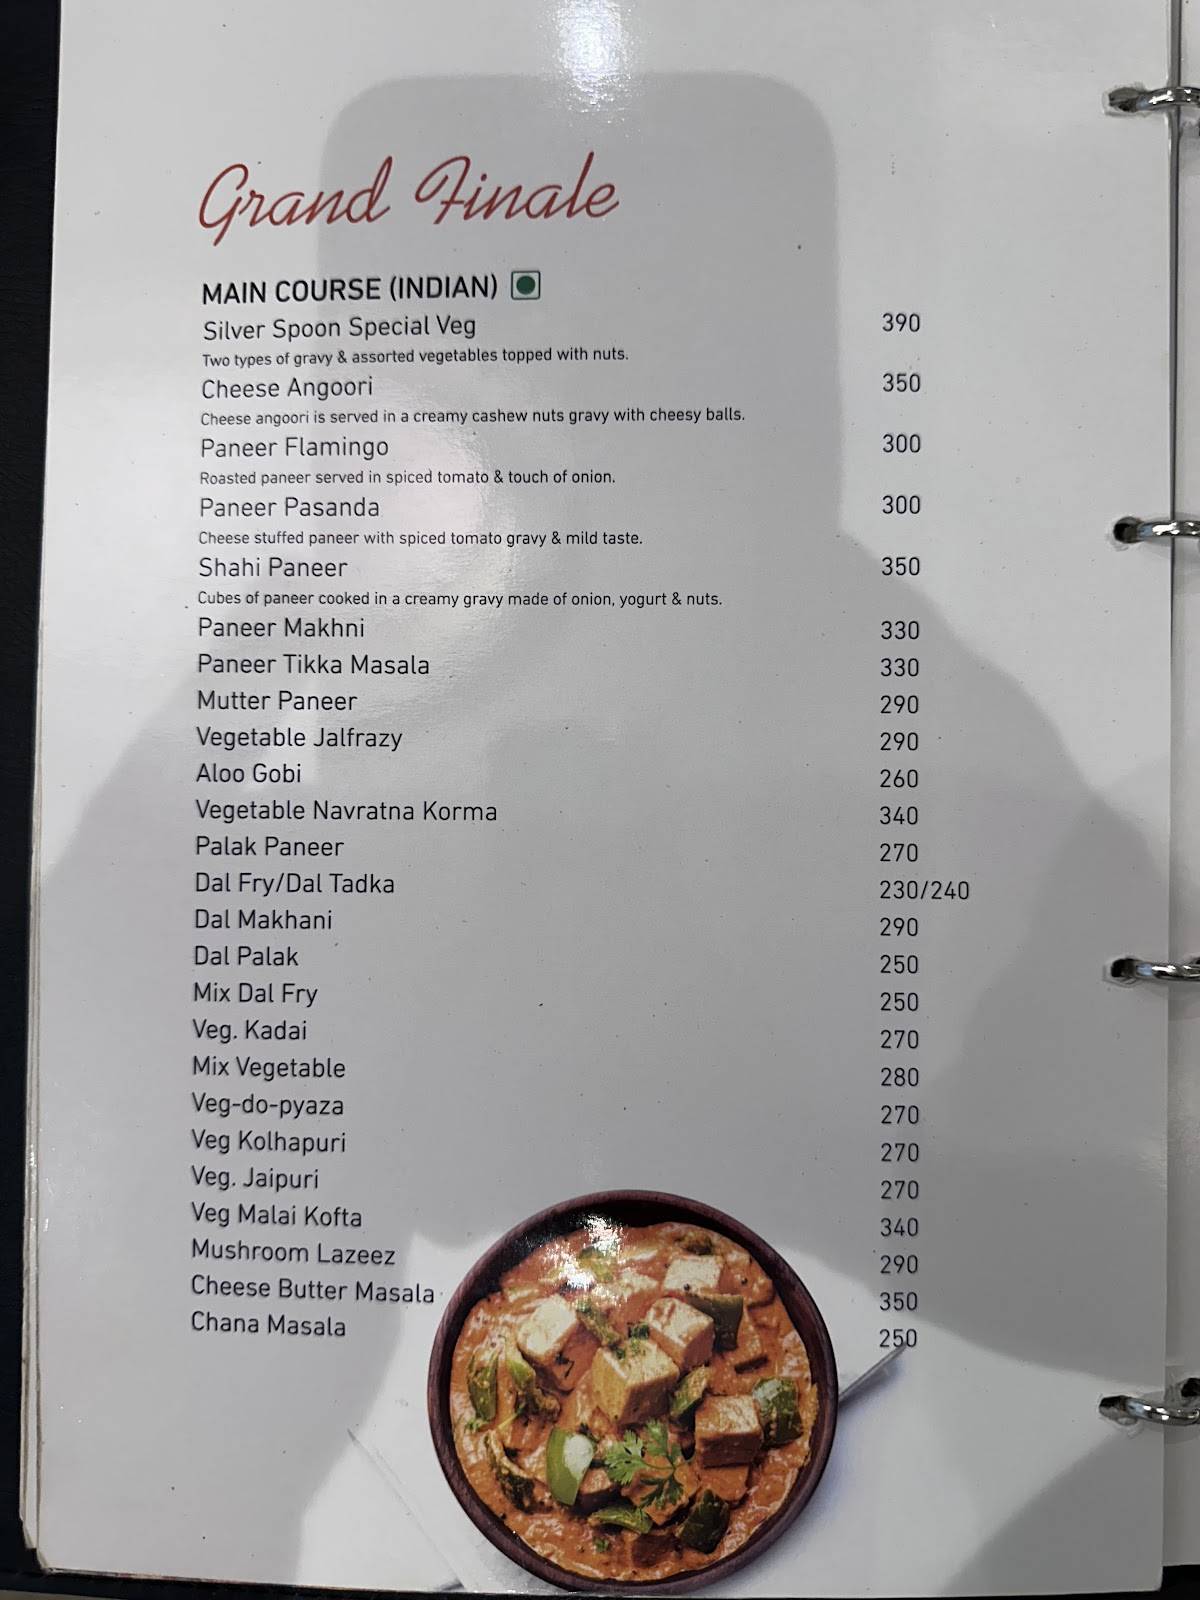 Grand Finale
MAIN COURSE (INDIAN)
Silver Spoon Special Veg 390
Two types of gravy & assorted vegetables topped with nuts.
Cheese Angoori 350
Cheese angoori is served in a creamy cashew nuts gravy with cheesy balls.
Paneer Flamingo 300
Roasted paneer served in spiced tomato & touch of onion.
Paneer Pasanda 300
Cheese stuffed paneer with spiced tomato gravy & mild taste.
Shahi Paneer 350
Cubes of paneer cooked in a creamy gravy made of onion, yogurt & nuts.
Paneer Makhni 330
Paneer Tikka Masala 330
Mutter Paneer 290
Vegetable Jalfrazy 290
Aloo Gobi 260
Vegetable Navratna Korma 340
Palak Paneer 270
Dal Fry/Dal Tadka 230/240
Dal Makhani 290
Dal Palak 250
Mix Dal Fry 250
Veg. Kadai 270
Mix Vegetable 280
Veg-do-pyaza 270
Veg Kolhapuri 270
Veg. Jaipuri 270
Veg Malai Kofta 340
Mushroom Lazeez 290
Cheese Butter Masala 350
Chana Masala 250